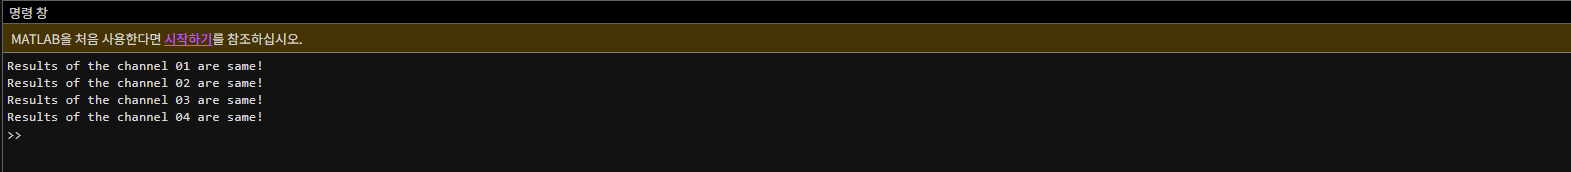 명령 창
MATLAB을 처음 사용한다면 시작하기를 참조하십시오.
Results of the channel 01 are same!
Results of the channel 02 are same!
Results of the channel 03 are same!
Results of the channel 04 are same!
>>